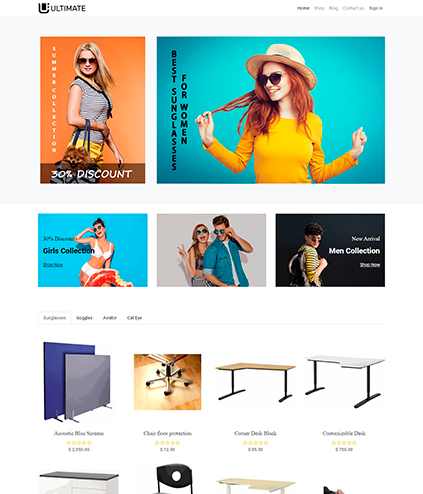 ULTIMATE
Home Shop Blog Contact us Sign in
SUMMER COLLECTION
30% DISCOUNT
BEST SUNGLASSES
FOR WOMEN
30% Discount
Girls Collection
Shop Now
New Arrival
Men Collection
Shop Now
Sunglasses Goggles Aviator Cat Eye
Acoustic Bloc Screens Chair floor protection Corner Desk Black Customizable Desk
$ 2,950.00 $ 12.00 $ 85.00 $ 750.00